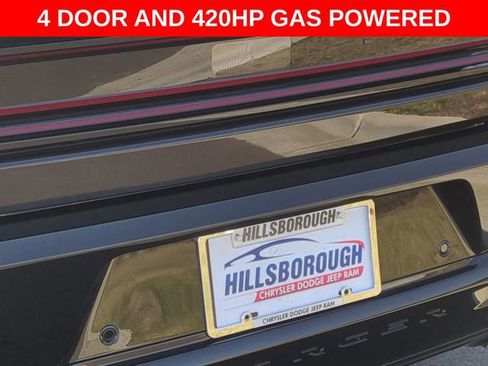 4 DOOR AND 420HP GAS POWERED
HILLSBOROUGH
HILLSBOROUGH
CHRYSLER DODGE JEEP RAM
CHRYSLER DODGE JEEP RAM